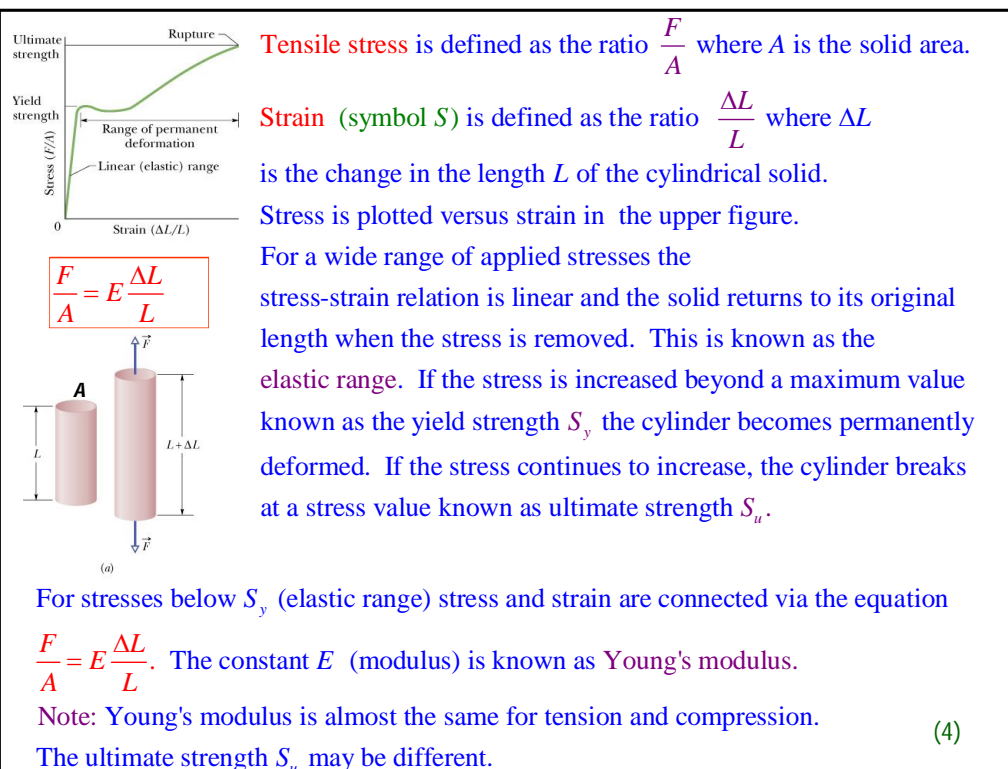 Ultimate
strength
Rupture
Yield
strength
Range of permanent
deformation
Linear (elastic) range
Stress (F/A)
0
Strain (ΔL/L)
F/A = E ΔL/L
A
L
F
L + ΔL
F
(a)
Tensile stress is defined as the ratio F/A where A is the solid area.
Strain (symbol S) is defined as the ratio ΔL/L where ΔL
is the change in the length L of the cylindrical solid.
Stress is plotted versus strain in the upper figure.
For a wide range of applied stresses the
stress-strain relation is linear and the solid returns to its original
length when the stress is removed. This is known as the
elastic range. If the stress is increased beyond a maximum value
known as the yield strength S_y the cylinder becomes permanently
deformed. If the stress continues to increase, the cylinder breaks
at a stress value known as ultimate strength S_u.
For stresses below S_y (elastic range) stress and strain are connected via the equation
F/A = E ΔL/L. The constant E (modulus) is known as Young's modulus.
Note: Young's modulus is almost the same for tension and compression.
The ultimate strength S_u may be different.
(4)